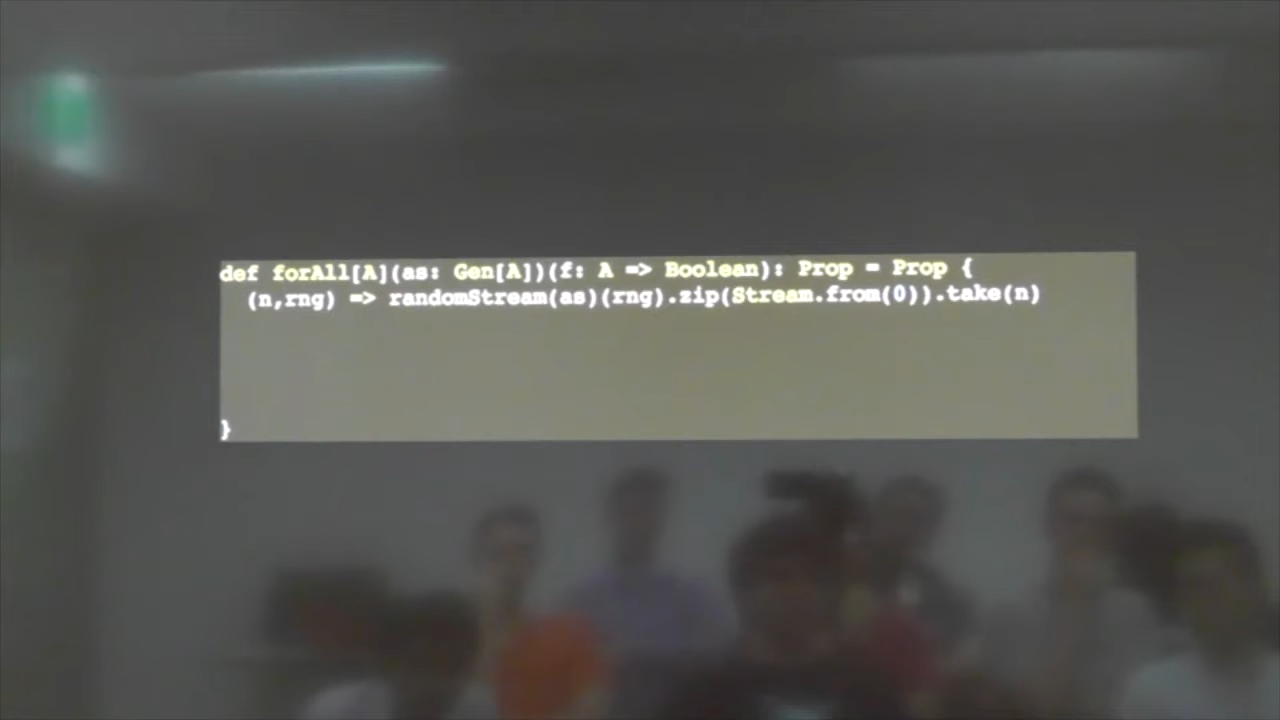 def forAll[A](as: Gen[A])(f: A => Boolean): Prop = Prop {
(n,rng) => randomStream(as)(rng).zip(Stream.from(0)).take(n)
}